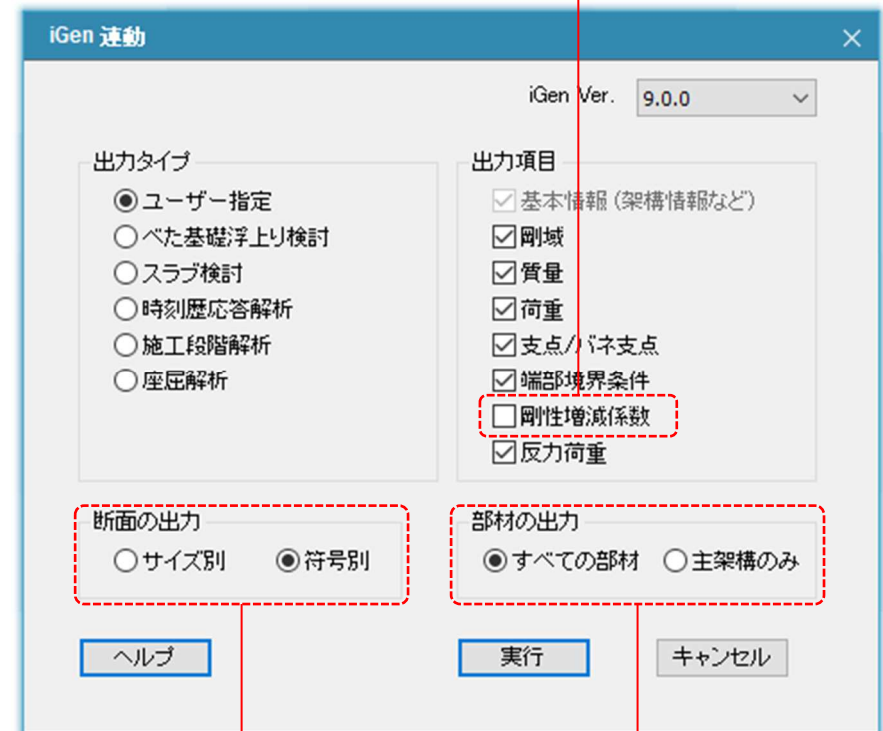 iGen 連動
iGen Ver. 9.0.0
出力タイプ
ユーザー指定
べた基礎浮上り検討
スラブ検討
時刻歴応答解析
施工段階解析
座屈解析
出力項目
基本情報 (架構情報など)
剛域
質量
荷重
支点/バネ支点
端部境界条件
剛性増減係数
反力荷重
断面の出力
サイズ別 符号別
部材の出力
すべての部材 主架構のみ
ヘルプ 実行 キャンセル